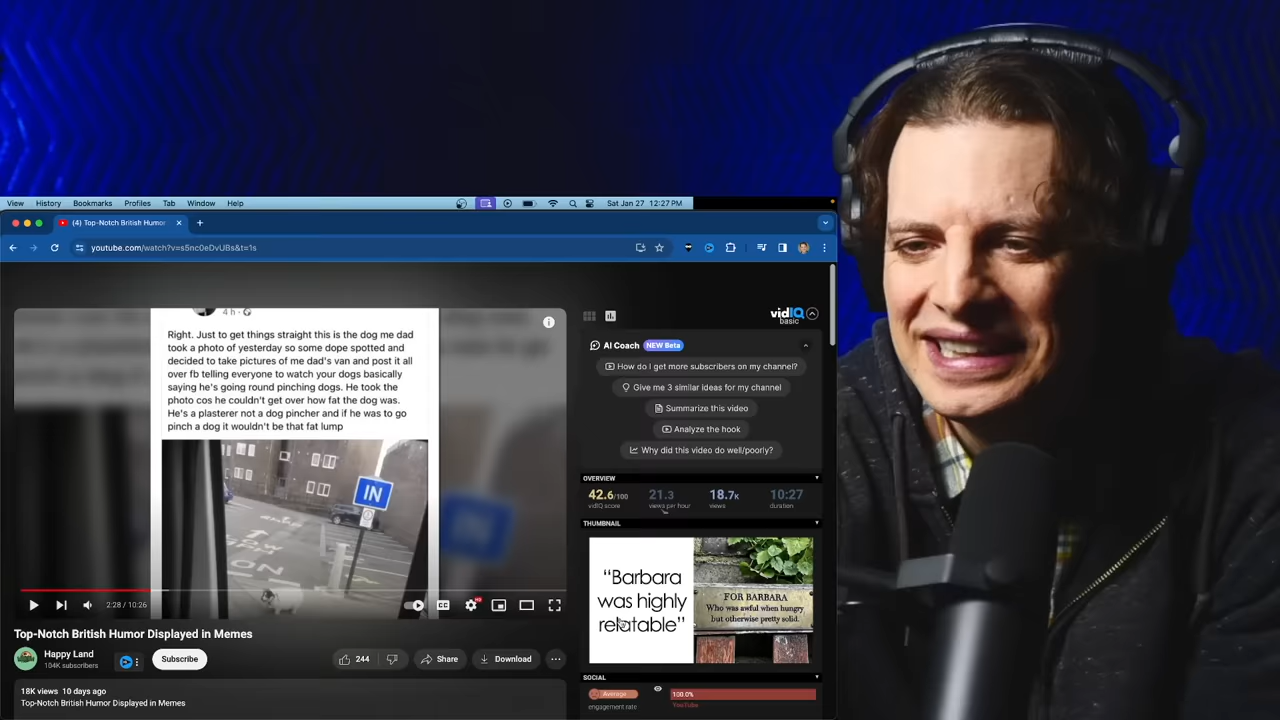 View History Bookmarks Profiles Tab Window Help
Sat Jan 27 12:27 PM
(4) Top-Notch British Humor
youtube.com/watch?v=s5nc0eDvUBs&t=1s
4 h
Right. Just to get things straight this is the dog me dad
took a photo of yesterday so some dope spotted and
decided to take pictures of me dad's van and post it all
over fb telling everyone to watch your dogs basically
saying he's going round pinching dogs. He took the
photo cos he couldn't get over how fat the dog was.
He's a plasterer not a dog pincher and if he was to go
pinch a dog it wouldn't be that fat lump
IN
IN
2:28 / 10:26
CC
HD
Top-Notch British Humor Displayed in Memes
Happy Land
104K subscribers
Subscribe
244
Share
Download
18K views 10 days ago
Top-Notch British Humor Displayed in Memes
vidIQ
basic
AI Coach NEW Beta
How do I get more subscribers on my channel?
Give me 3 similar ideas for my channel
Summarize this video
Analyze the hook
Why did this video do well/poorly?
OVERVIEW
42.6/100 21.3 18.7K 10:27
vidIQ score views per hour views duration
THUMBNAIL
“Barbara
was highly
relatable”
FOR BARBARA
Who was awful when hungry
but otherwise pretty solid.
SOCIAL
Average
engagement rate
100.0%
YouTube